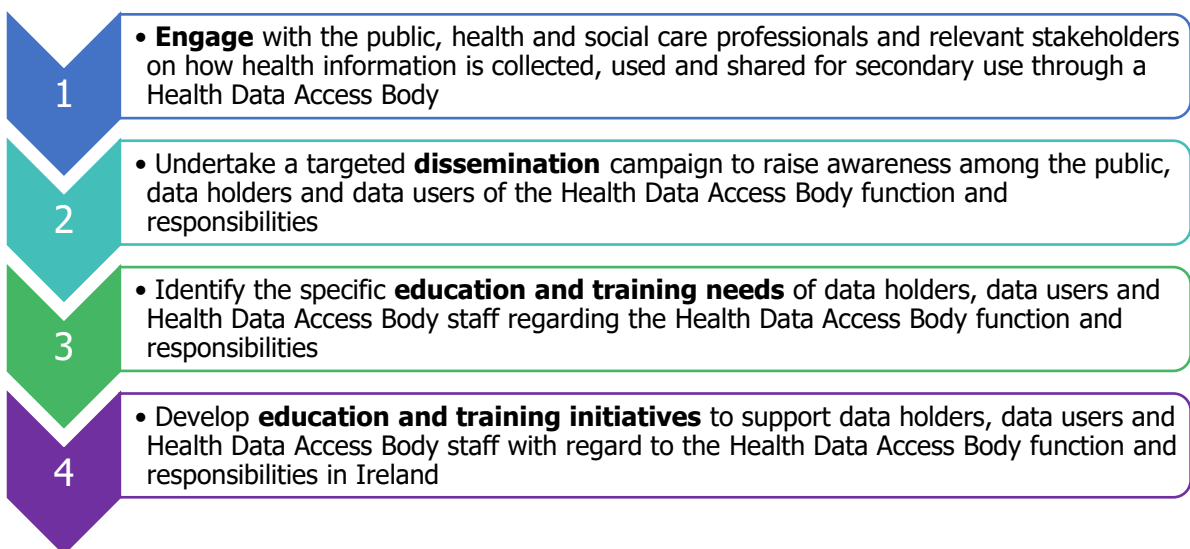 1
• Engage with the public, health and social care professionals and relevant stakeholders
on how health information is collected, used and shared for secondary use through a
Health Data Access Body
2
• Undertake a targeted dissemination campaign to raise awareness among the public,
data holders and data users of the Health Data Access Body function and
responsibilities
3
• Identify the specific education and training needs of data holders, data users and
Health Data Access Body staff regarding the Health Data Access Body function and
responsibilities
4
• Develop education and training initiatives to support data holders, data users and
Health Data Access Body staff with regard to the Health Data Access Body function and
responsibilities in Ireland